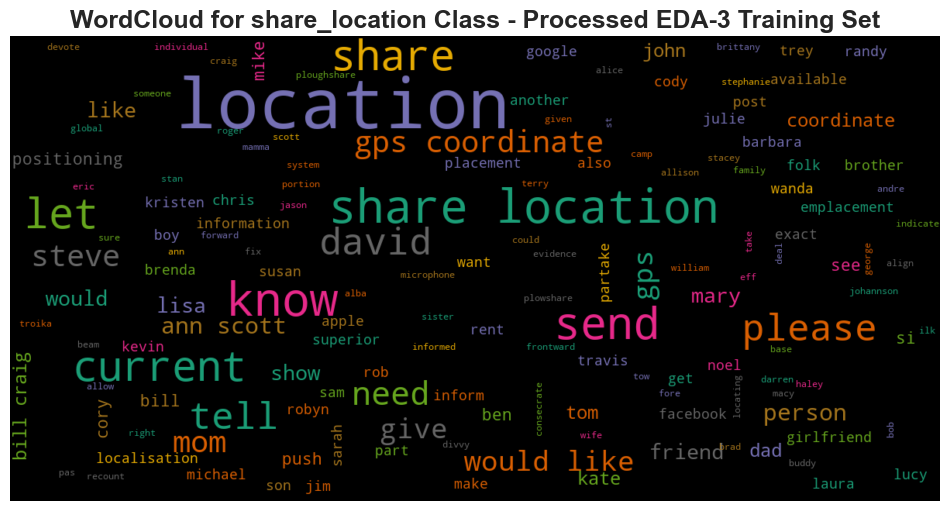 WordCloud for share_location Class - Processed EDA-3 Training Set
devote individual mike share google john brittany trey randy
craig ploughshare alice stephanie available
someone like location another cody post
global roger scott given st julie coordinate
mamma gps coordinate barbara
positioning system placement also camp stacey family folk brother
eric stan portion terry allison wanda andre
let kristen chris jason share location emplacement
sure boy forward information david could take deal exact indicate
steve ann fix want evidence partake gps see george align
brenda susan microphone william eff
would lisa know alba plowshare mary johannson
troika ann scott apple sister rent send please si ilk
beam kevin superior informed frontward base
current show rob travis noel
allow need inform tow get darren haley
bill craig cory bill sam consecrate fore locating macy
tell robyn ben tom facebook person
right mom give wife bob
localisation sarah part divvy friend brad dad girlfriend
pas recount michael push would like buddy
son jim make kate laura lucy